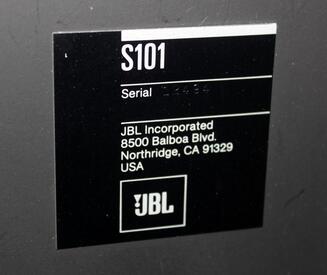 S101
Serial
JBL Incorporated
8500 Balboa Blvd.
Northridge, CA 91329
USA
JBL